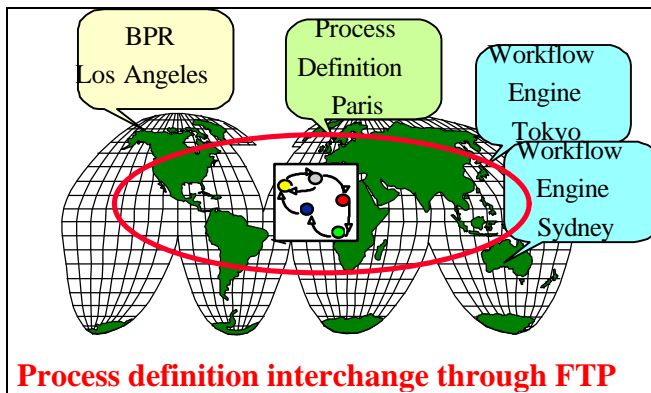 BPR
Los Angeles
Process
Definition
Paris
Workflow
Engine
Tokyo
Workflow
Engine
Sydney
Process definition interchange through FTP